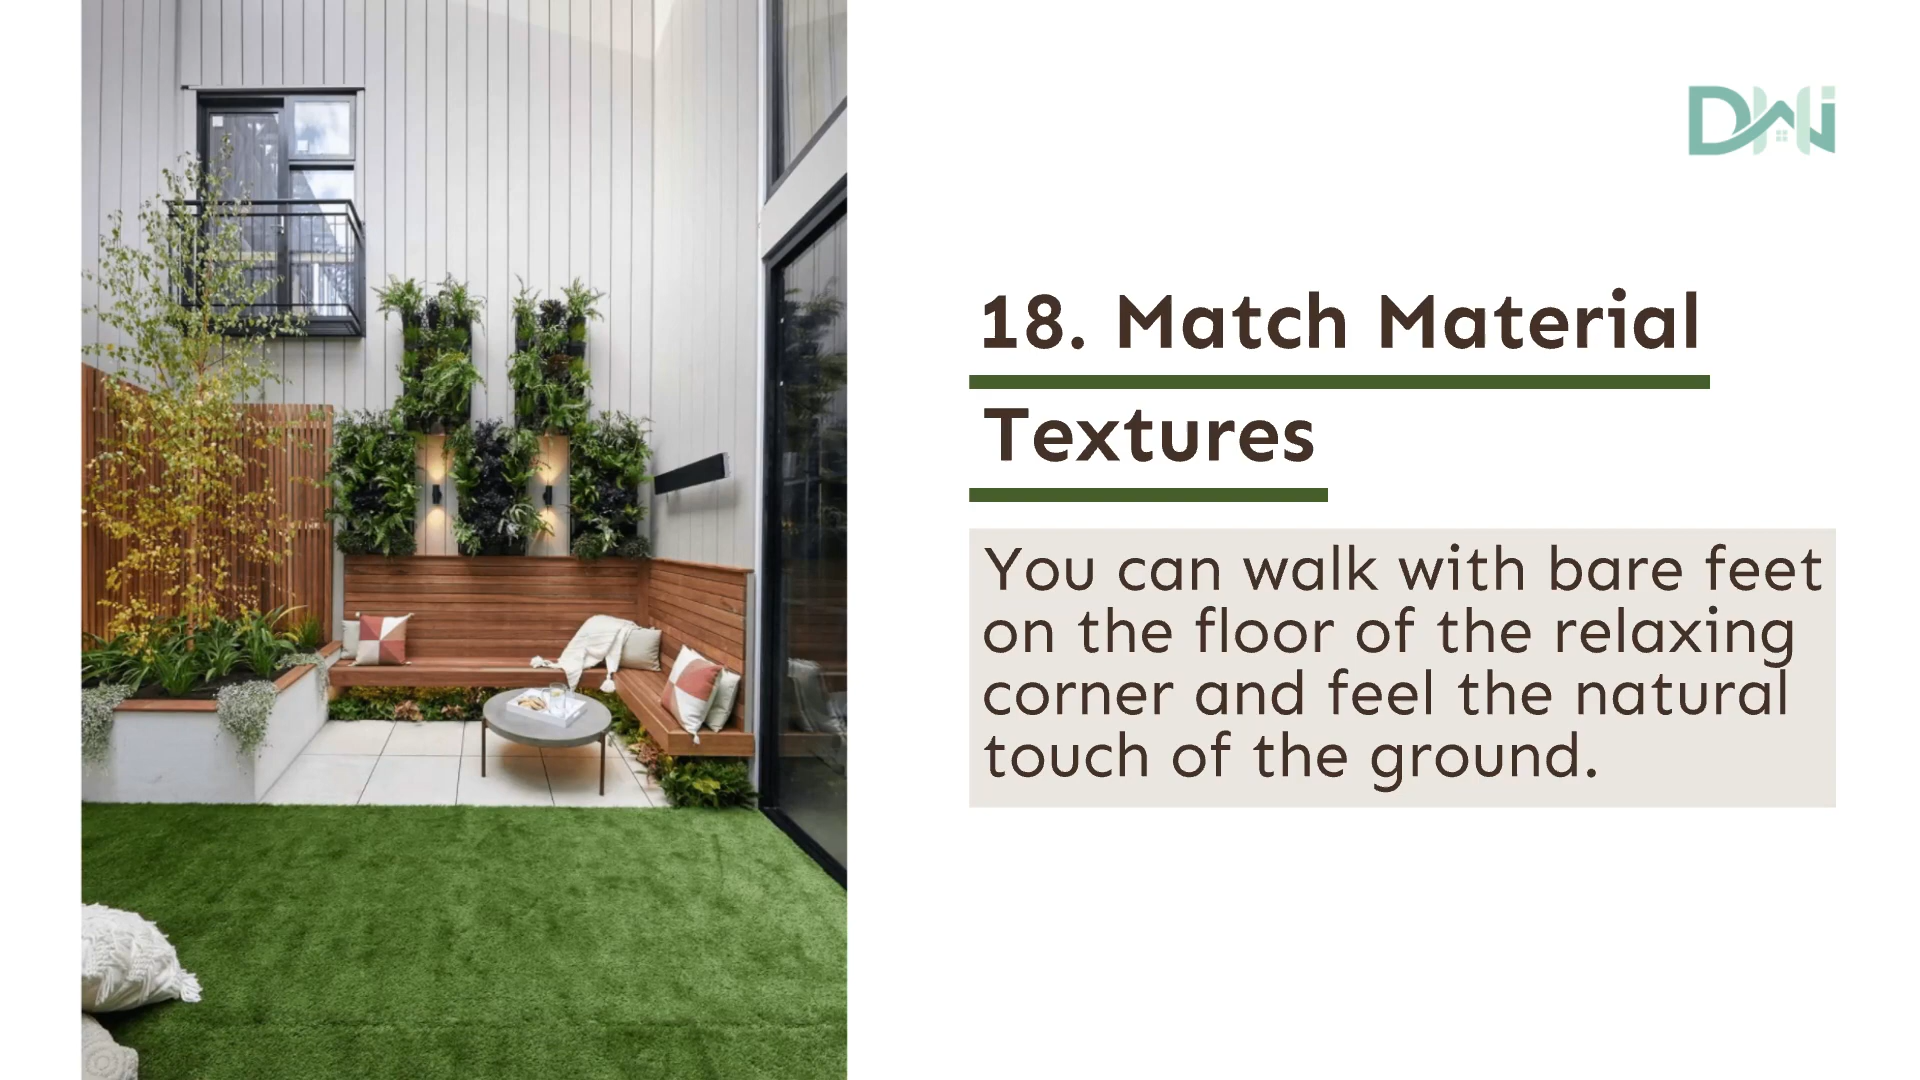 DWi
18. Match Material
Textures
You can walk with bare feet
on the floor of the relaxing
corner and feel the natural
touch of the ground.